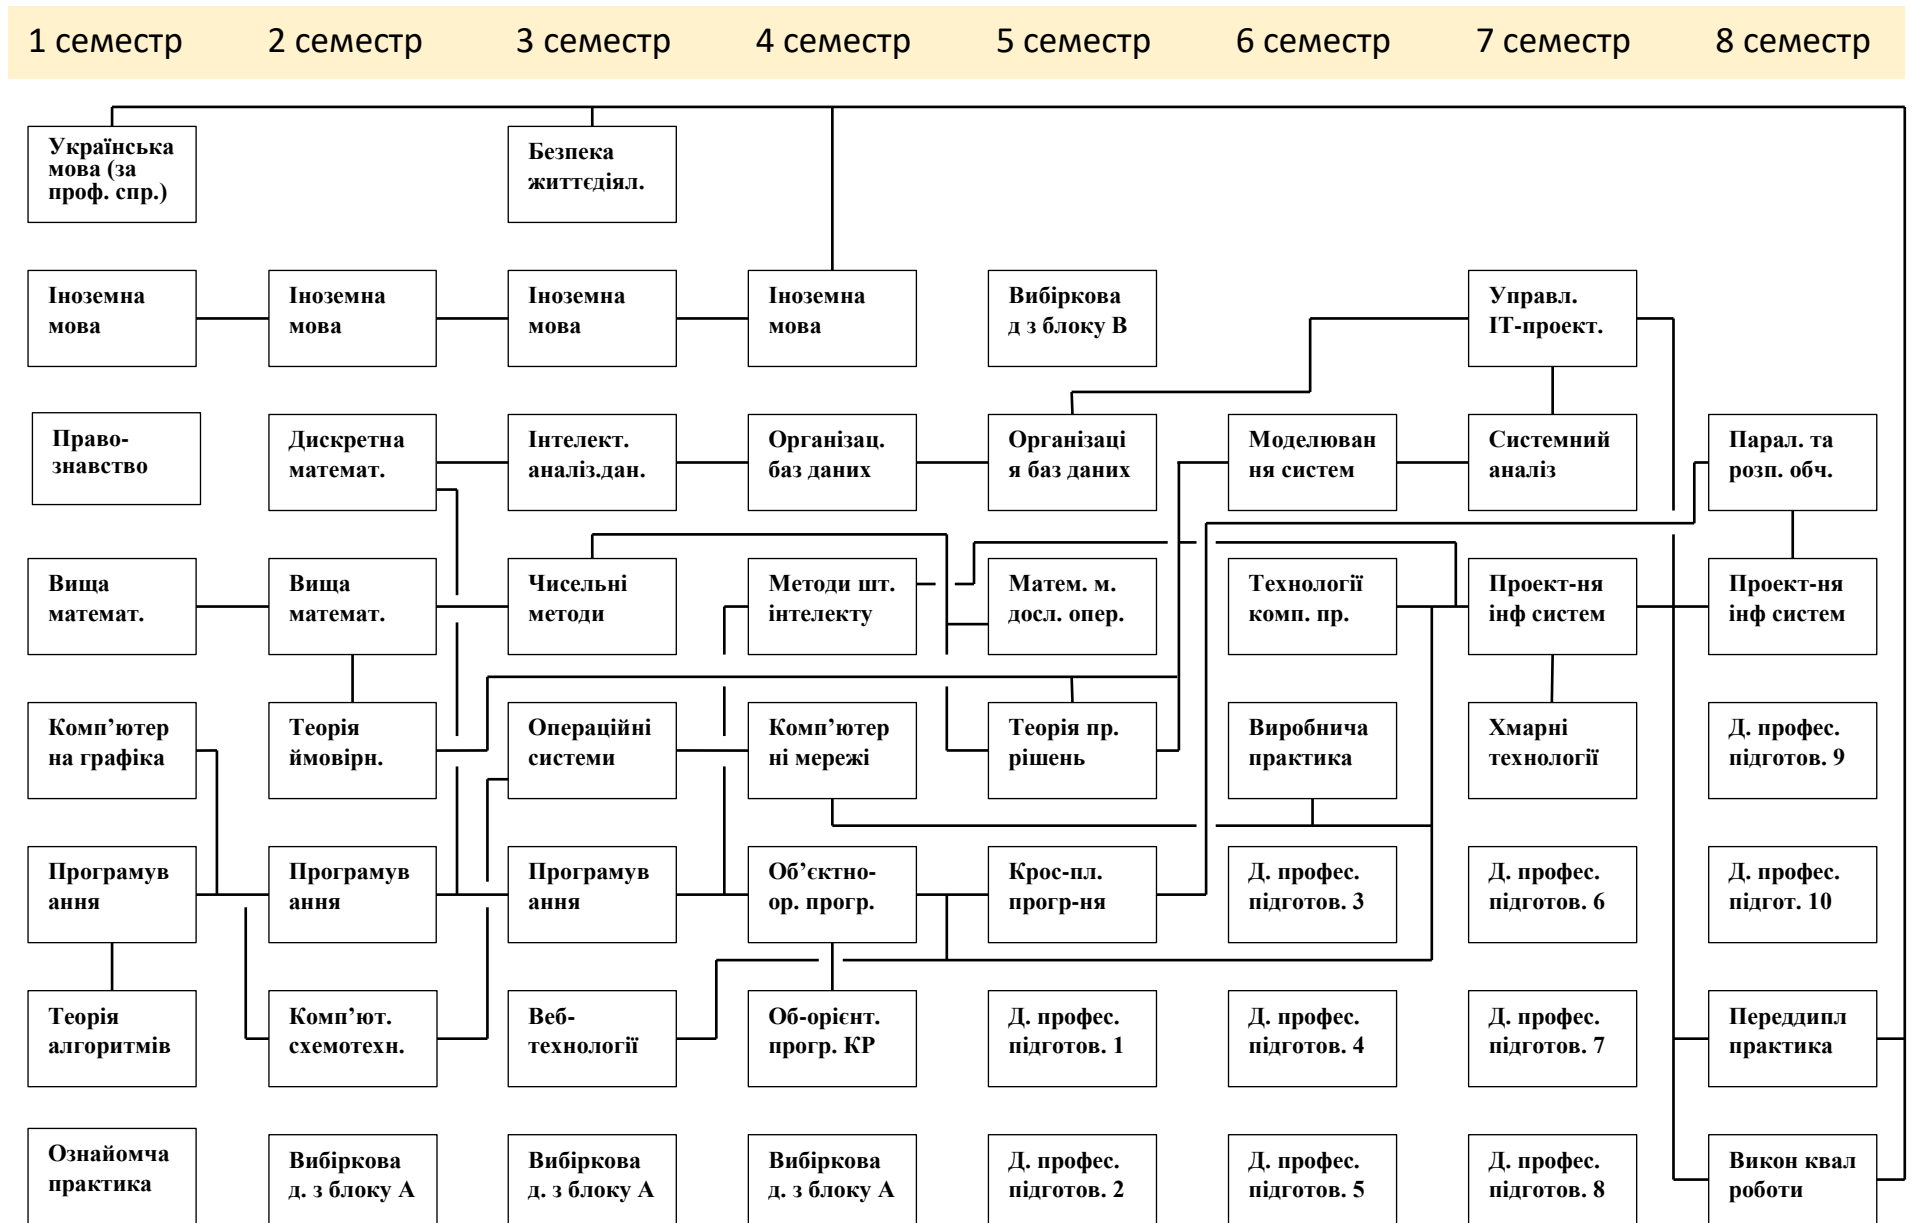 1 семестр
2 семестр
3 семестр
4 семестр
5 семестр
6 семестр
7 семестр
8 семестр
Українська
мова (за
проф. спр.)
Безпека
життєдіял.
Іноземна
мова
Іноземна
мова
Іноземна
мова
Іноземна
мова
Вибіркова
д з блоку В
Управл.
ІТ-проект.
Право-
знавство
Дискретна
математ.
Інтелект.
аналіз.дан.
Організац.
баз даних
Організаці
я баз даних
Моделюван
ня систем
Системний
аналіз
Парал. та
розп. обч.
Вища
математ.
Вища
математ.
Чисельні
методи
Методи шт.
інтелекту
Матем. м.
досл. опер.
Технології
комп. пр.
Проект-ня
інф систем
Проект-ня
інф систем
Комп’ютер
на графіка
Теорія
ймовірн.
Операційні
системи
Комп’ютер
ні мережі
Теорія пр.
рішень
Виробнича
практика
Хмарні
технології
Д. профес.
підготов. 9
Програмув
ання
Програмув
ання
Програмув
ання
Об’єктно-
ор. прогр.
Крос-пл.
прогр-ня
Д. профес.
підготов. 3
Д. профес.
підготов. 6
Д. профес.
підгот. 10
Теорія
алгоритмів
Комп’ют.
схемотехн.
Веб-
технології
Об-орієнт.
прогр. КР
Д. профес.
підготов. 1
Д. профес.
підготов. 4
Д. профес.
підготов. 7
Переддипл
практика
Ознайомча
практика
Вибіркова
д. з блоку А
Вибіркова
д. з блоку А
Вибіркова
д. з блоку А
Д. профес.
підготов. 2
Д. профес.
підготов. 5
Д. профес.
підготов. 8
Викон квал
роботи